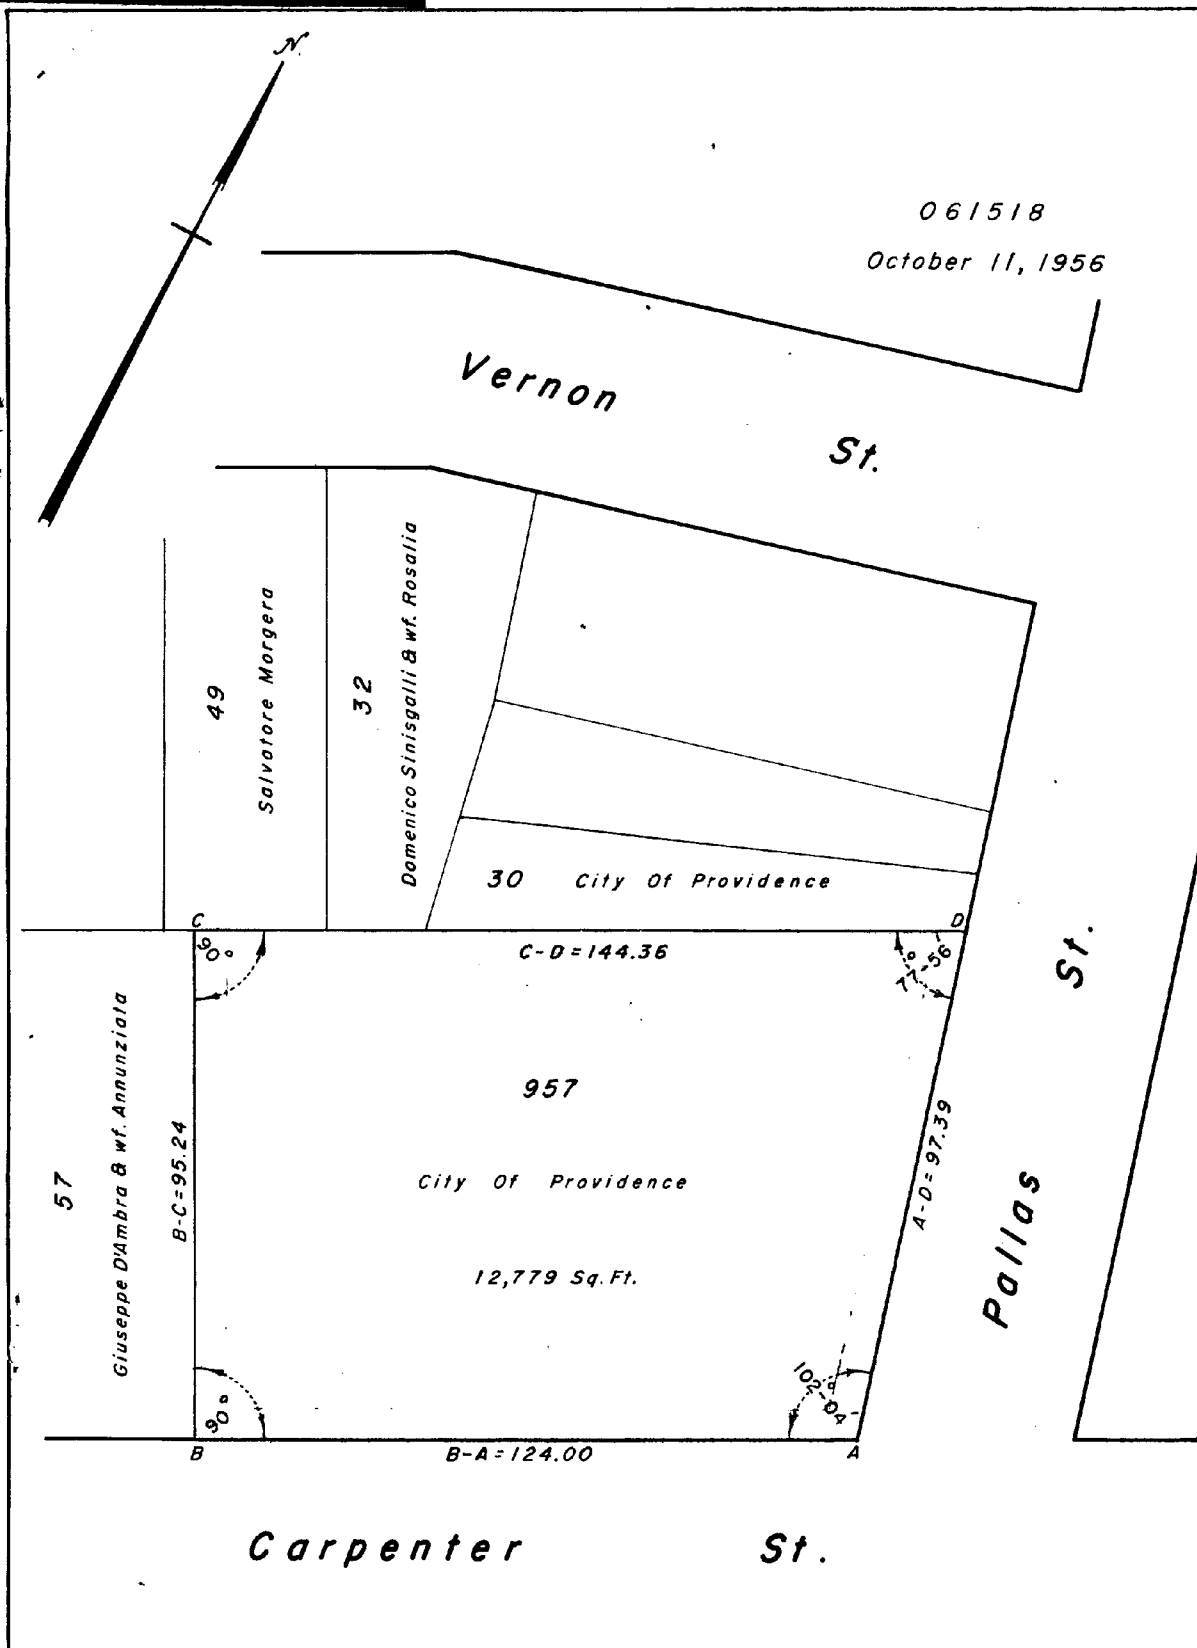 N.
061518
October 11, 1956
Vernon St.
49
Salvatore Morgera
32
Domenico Sinisgalli & wf. Rosalia
30 City Of Providence
C
D
90°
C-D=144.36
77°-56'
957
City Of Providence
12,779 Sq. Ft.
57
Giuseppe D'Ambra & wf. Annunziata
B-C=95.24
A-D=97.39
Pallas St.
90°
102°-04'
B
B-A=124.00
A
Carpenter St.